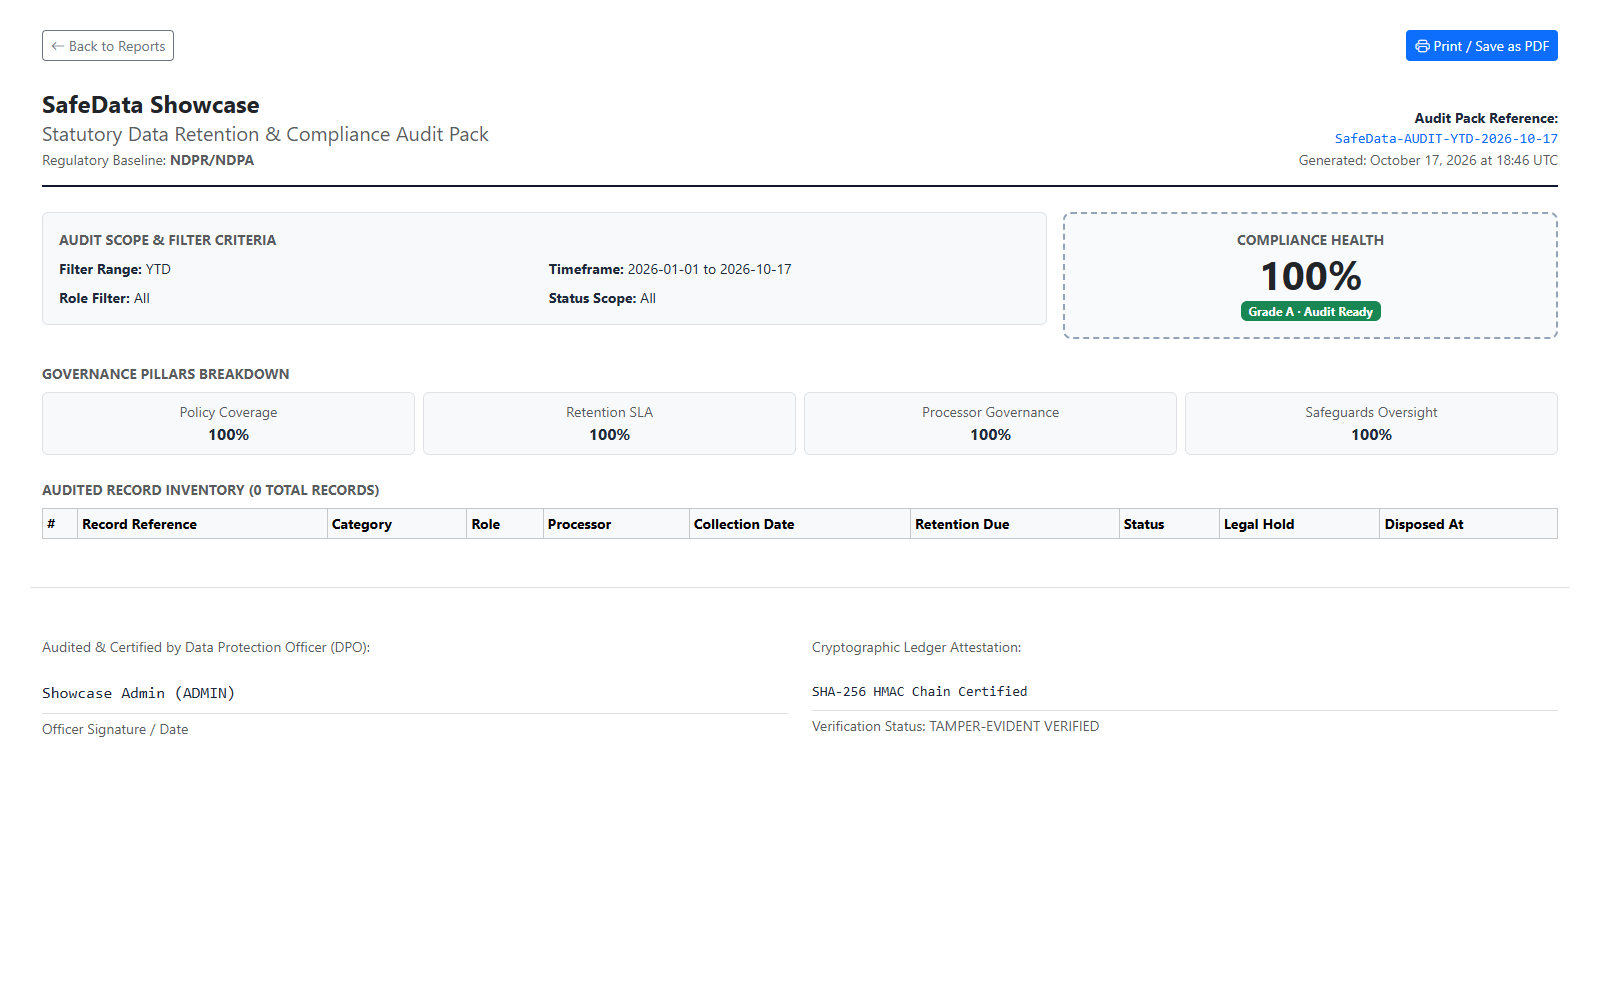 ← Back to Reports
Print / Save as PDF
SafeData Showcase
Statutory Data Retention & Compliance Audit Pack
Regulatory Baseline: NDPR/NDPA
Audit Pack Reference:
SafeData-AUDIT-YTD-2026-10-17
Generated: October 17, 2026 at 18:46 UTC
AUDIT SCOPE & FILTER CRITERIA
Filter Range: YTD
Timeframe: 2026-01-01 to 2026-10-17
Role Filter: All
Status Scope: All
COMPLIANCE HEALTH
100%
Grade A · Audit Ready
GOVERNANCE PILLARS BREAKDOWN
Policy Coverage
100%
Retention SLA
100%
Processor Governance
100%
Safeguards Oversight
100%
AUDITED RECORD INVENTORY (0 TOTAL RECORDS)
# Record Reference Category Role Processor Collection Date Retention Due Status Legal Hold Disposed At
Audited & Certified by Data Protection Officer (DPO):
Showcase Admin (ADMIN)
Officer Signature / Date
Cryptographic Ledger Attestation:
SHA-256 HMAC Chain Certified
Verification Status: TAMPER-EVIDENT VERIFIED